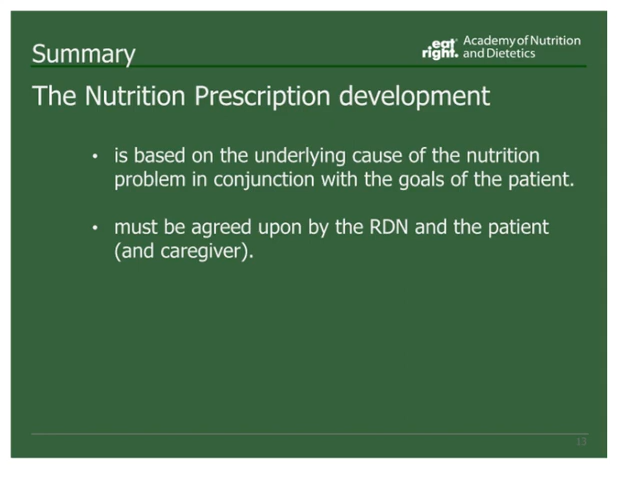 Summary
eat right. Academy of Nutrition and Dietetics
The Nutrition Prescription development
• is based on the underlying cause of the nutrition
problem in conjunction with the goals of the patient.
• must be agreed upon by the RDN and the patient
(and caregiver).
13